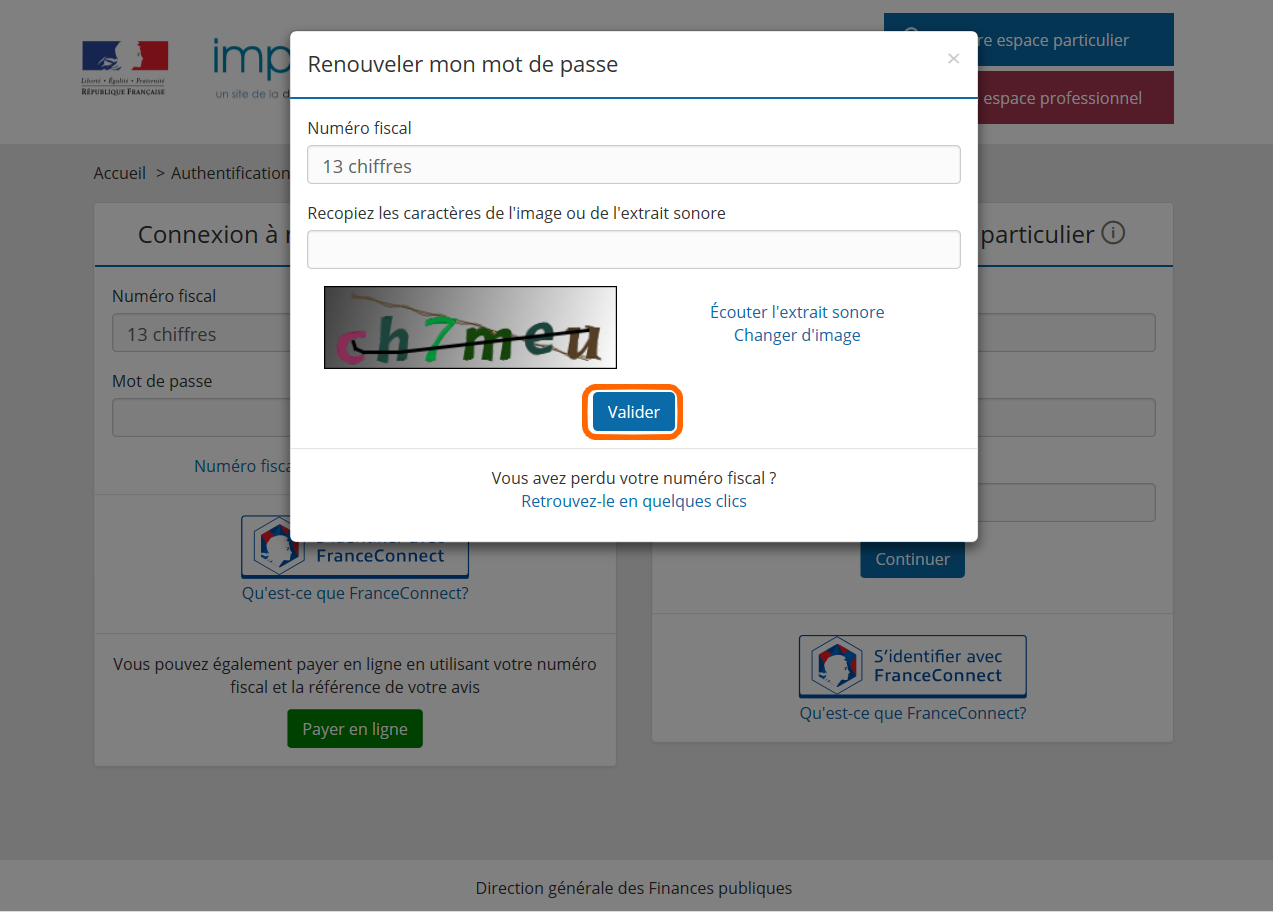 Liberté • Égalité • Fraternité
RÉPUBLIQUE FRANÇAISE
imp
un site de la d
re espace particulier
espace professionnel
Accueil > Authentification
Renouveler mon mot de passe
×
Numéro fiscal
13 chiffres
Recopiez les caractères de l'image ou de l'extrait sonore
ch7meu
Écouter l'extrait sonore
Changer d'image
Valider
Vous avez perdu votre numéro fiscal ?
Retrouvez-le en quelques clics
Connexion à
Numéro fiscal
13 chiffres
Mot de passe
Numéro fisca
FranceConnect
Qu'est-ce que FranceConnect?
Vous pouvez également payer en ligne en utilisant votre numéro
fiscal et la référence de votre avis
Payer en ligne
particulier
Continuer
S'identifier avec
FranceConnect
Qu'est-ce que FranceConnect?
Direction générale des Finances publiques